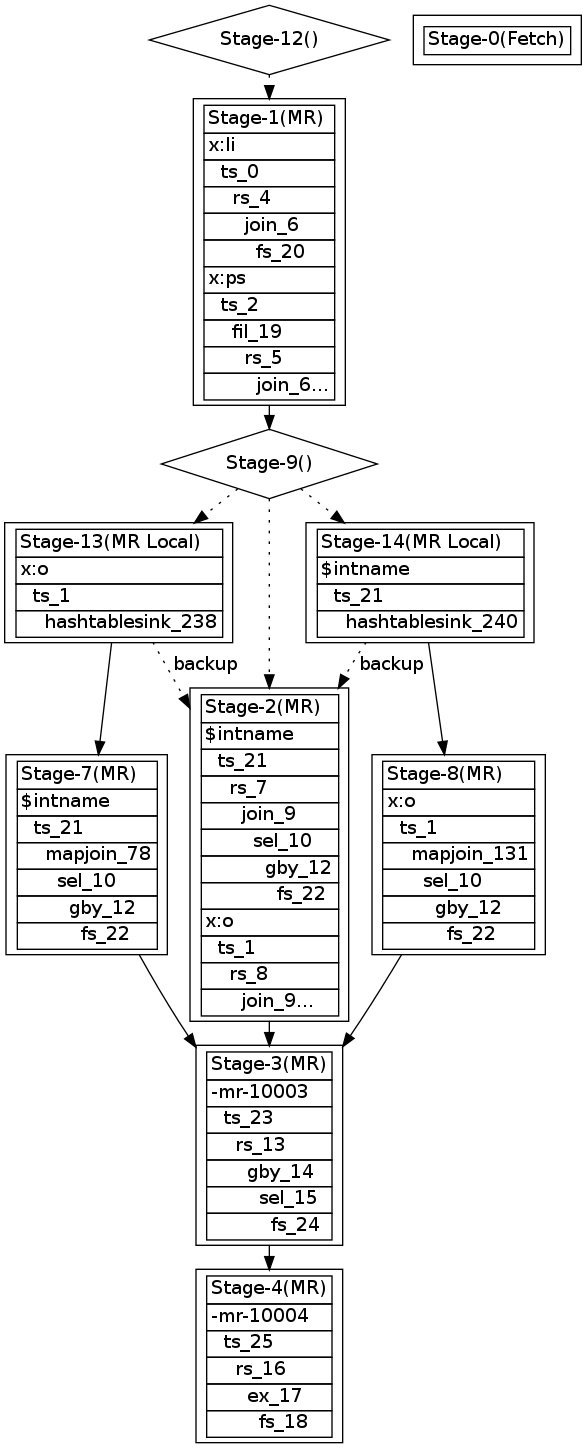 Stage-12()
Stage-0(Fetch)
Stage-1(MR)
x:li
ts_0
rs_4
join_6
fs_20
x:ps
ts_2
fil_19
rs_5
join_6...
Stage-9()
Stage-13(MR Local)
x:o
ts_1
hashtablesink_238
Stage-14(MR Local)
$intname
ts_21
hashtablesink_240
backup
backup
Stage-2(MR)
$intname
ts_21
rs_7
join_9
sel_10
gby_12
fs_22
x:o
ts_1
rs_8
join_9...
Stage-7(MR)
$intname
ts_21
mapjoin_78
sel_10
gby_12
fs_22
Stage-8(MR)
x:o
ts_1
mapjoin_131
sel_10
gby_12
fs_22
Stage-3(MR)
-mr-10003
ts_23
rs_13
gby_14
sel_15
fs_24
Stage-4(MR)
-mr-10004
ts_25
rs_16
ex_17
fs_18